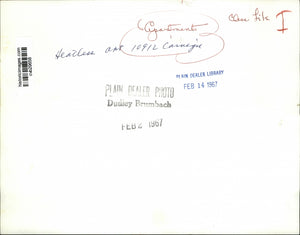 Apartments
Class file I
Heatless apt 10912 Carnegie
PLAIN DEALER LIBRARY
FEB 14 1967
PLAIN DEALER PHOTO
Dudley Brumbach
FEB 2 1967